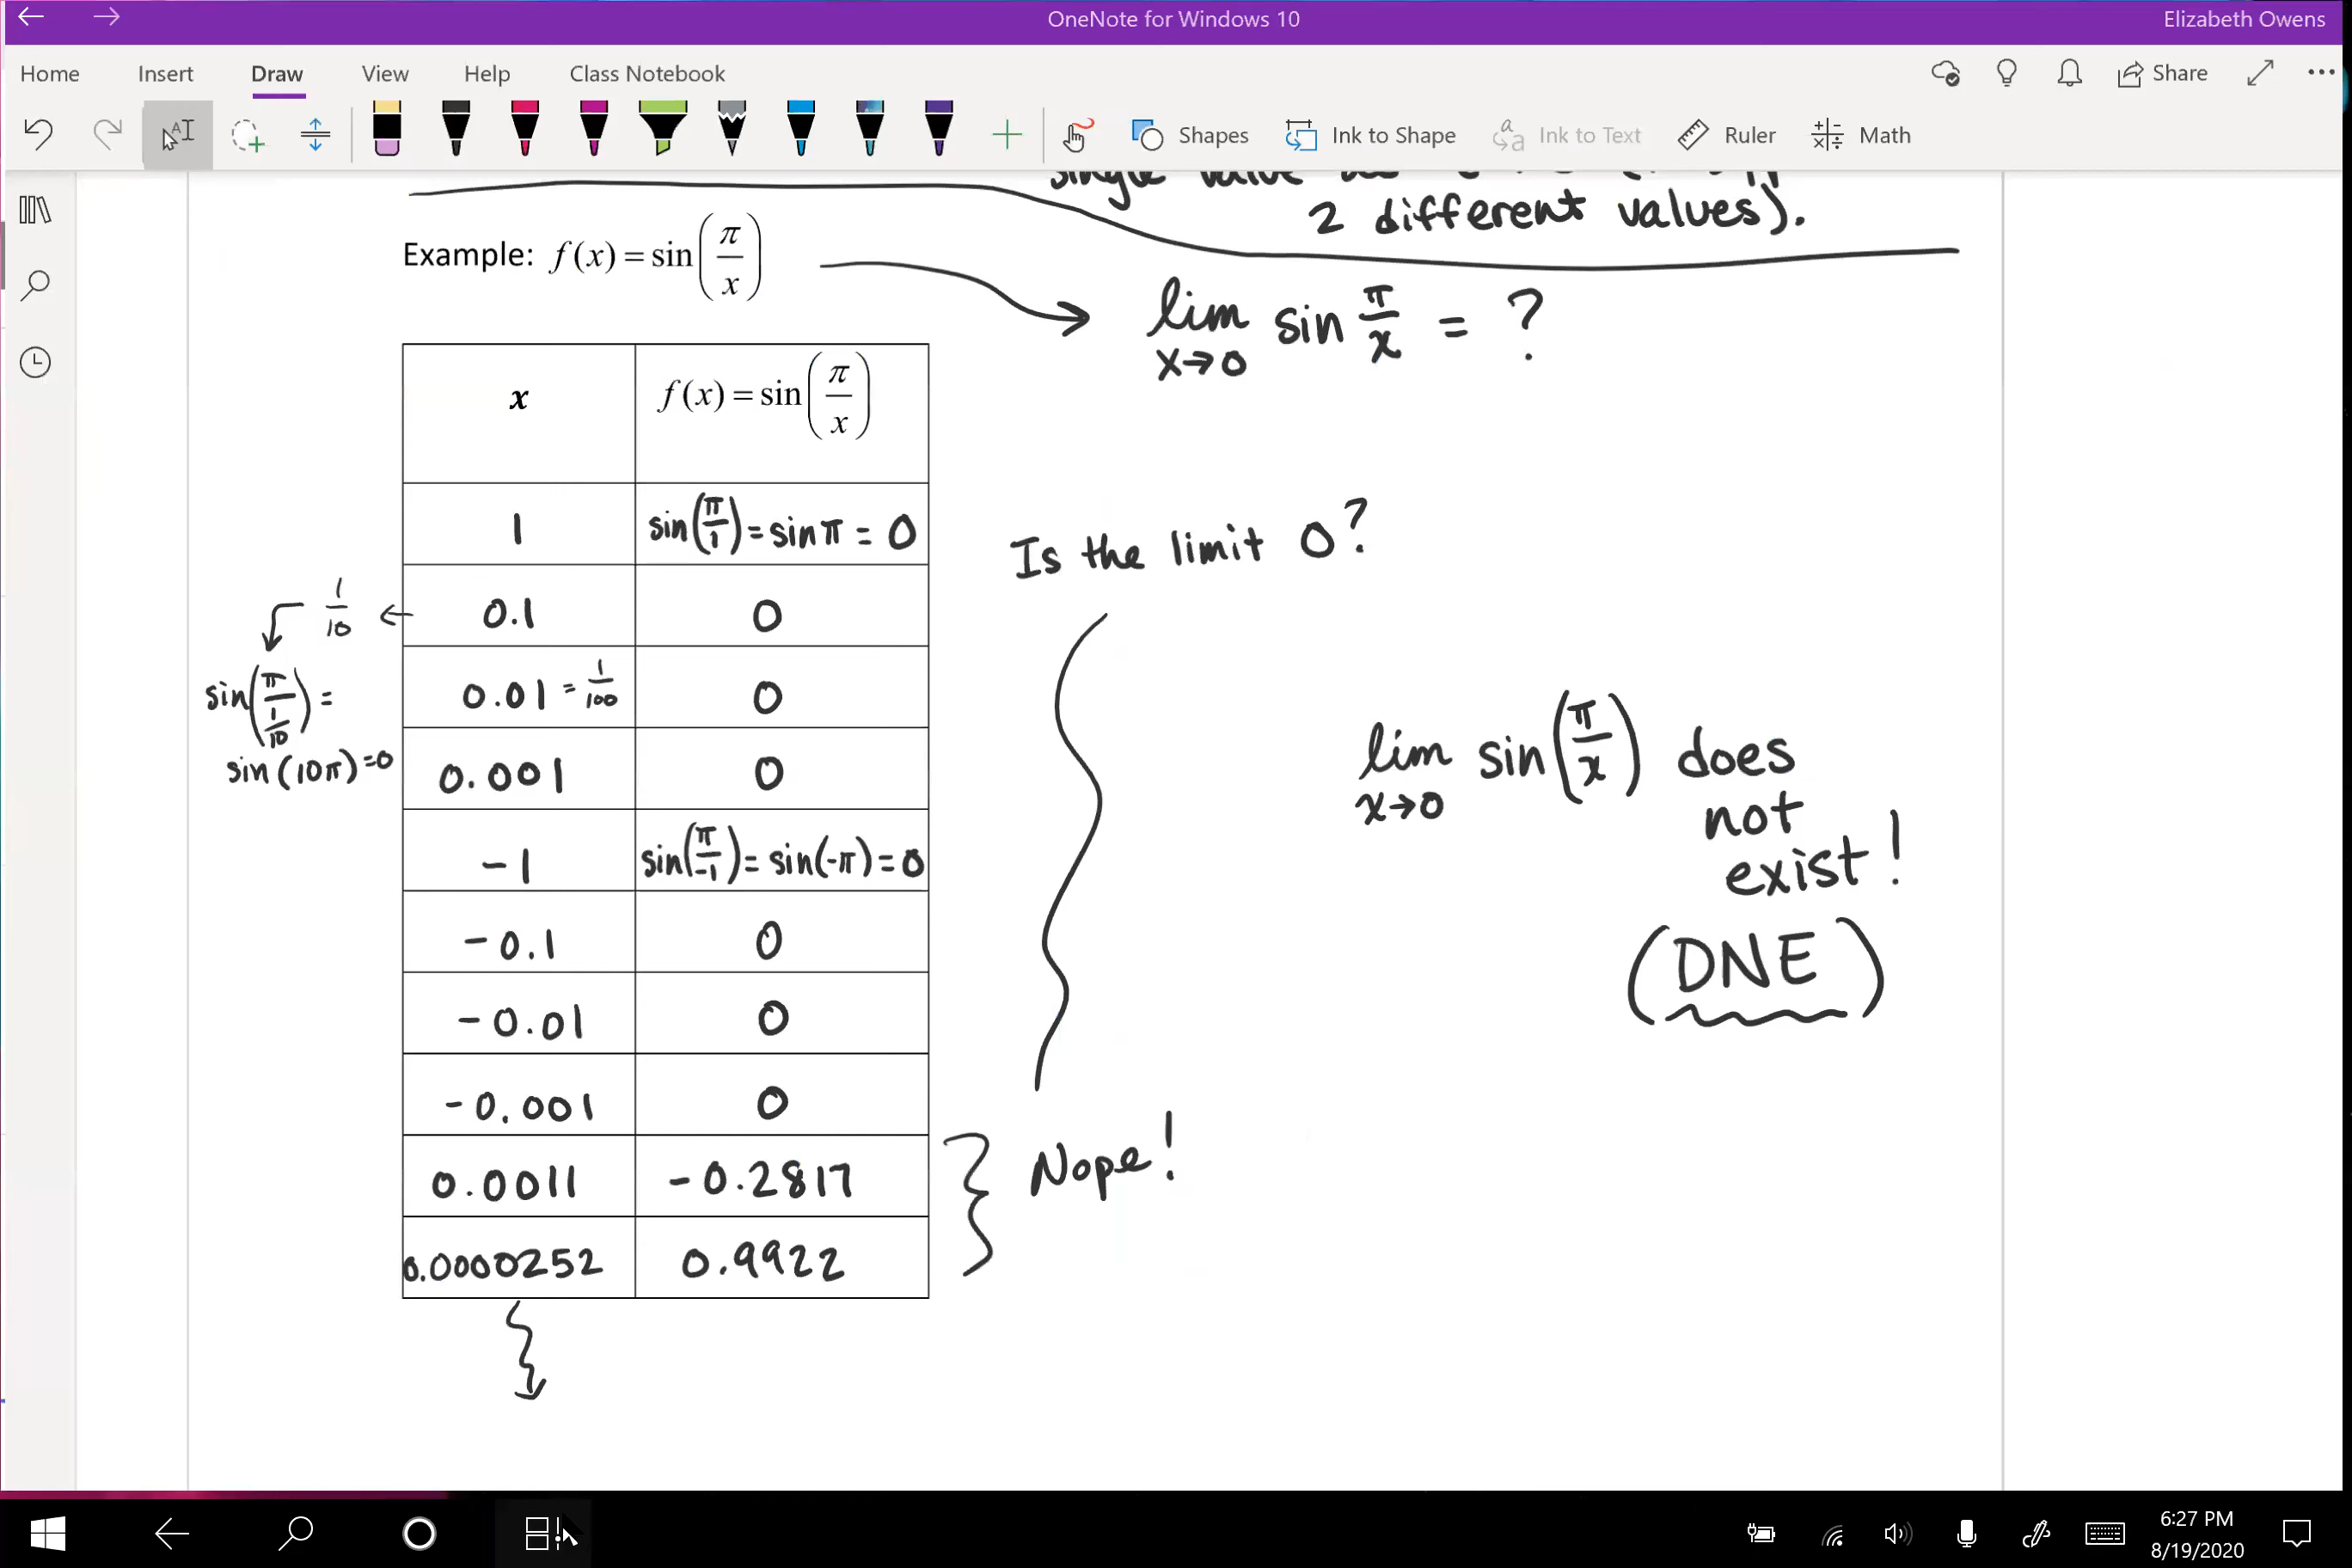 OneNote for Windows 10
Elizabeth Owens
Home Insert Draw View Help Class Notebook
Share
Shapes Ink to Shape Ink to Text Ruler Math
single value
2 different values).
Example: f(x) = sin(π/x)
lim x→0 sin π/x = ?
x f(x) = sin(π/x)
1 sin(π/1) = sin π = 0
Is the limit 0?
1/10 ← 0.1 0
sin(π/(1/10)) =
sin(10π) = 0
0.01 = 1/100 0
0.001 0
lim x→0 sin(π/x) does
not
exist!
(DNE)
-1 sin(π/-1) = sin(-π) = 0
-0.1 0
-0.01 0
-0.001 0
0.0011 -0.2817
Nope!
0.0000252 0.9922
6:27 PM
8/19/2020